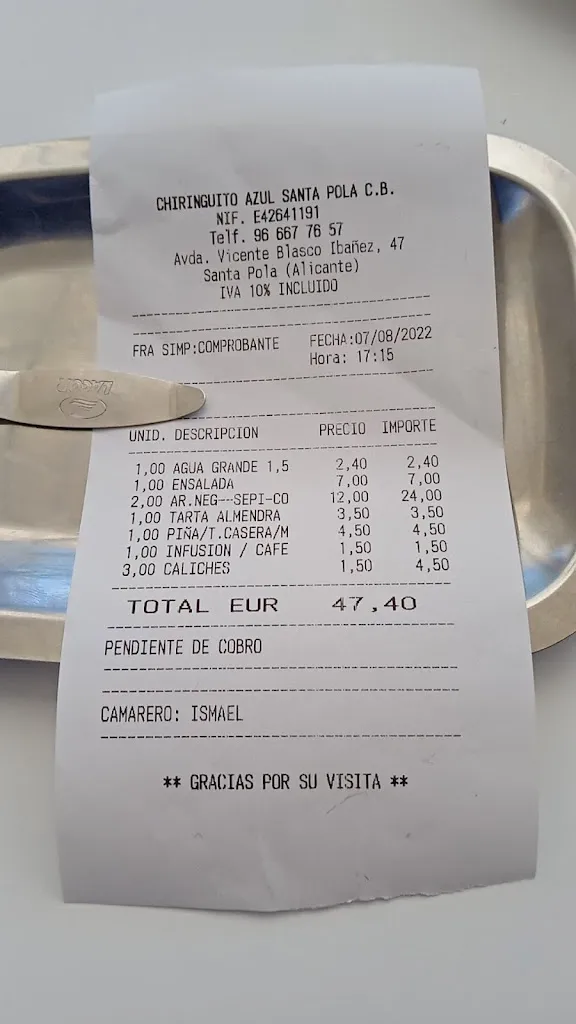 CHIRINGUITO AZUL SANTA POLA C.B.
NIF. E42641191
Telf. 96 667 76 57
Avda. Vicente Blasco Ibañez, 47
Santa Pola (Alicante)
IVA 10% INCLUIDO
FRA SIMP:COMPROBANTE FECHA:07/08/2022
Hora: 17:15
UNID. DESCRIPCION PRECIO IMPORTE
1,00 AGUA GRANDE 1,5 2,40 2,40
1,00 ENSALADA 7,00 7,00
2,00 AR.NEG---SEPI-CO 12,00 24,00
1,00 TARTA ALMENDRA 3,50 3,50
1,00 PIÑA/T.CASERA/M 4,50 4,50
1,00 INFUSION / CAFE 1,50 1,50
3,00 CALICHES 1,50 4,50
TOTAL EUR 47,40
PENDIENTE DE COBRO
CAMARERO: ISMAEL
** GRACIAS POR SU VISITA **